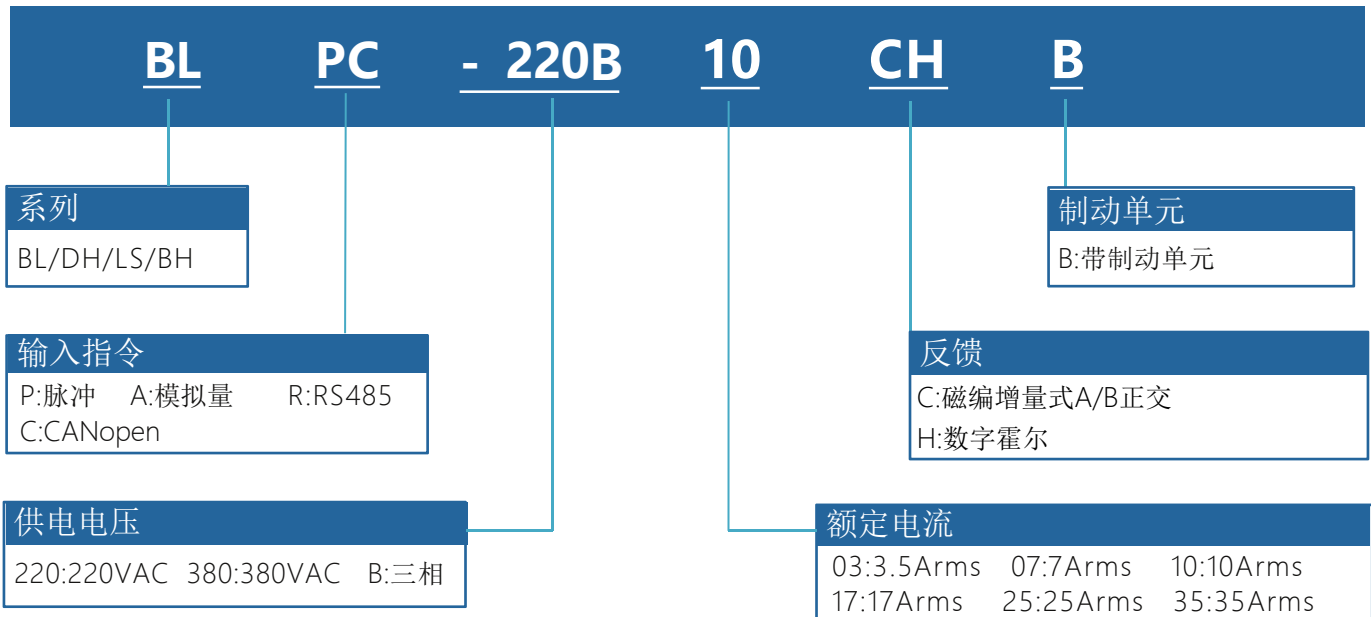 BL PC - 220B 10 CH B
系列
BL/DH/LS/BH
制动单元
B:带制动单元
输入指令
P:脉冲 A:模拟量 R:RS485
C:CANopen
反馈
C:磁编增量式A/B正交
H:数字霍尔
供电电压
220:220VAC 380:380VAC B:三相
额定电流
03:3.5Arms 07:7Arms 10:10Arms
17:17Arms 25:25Arms 35:35Arms